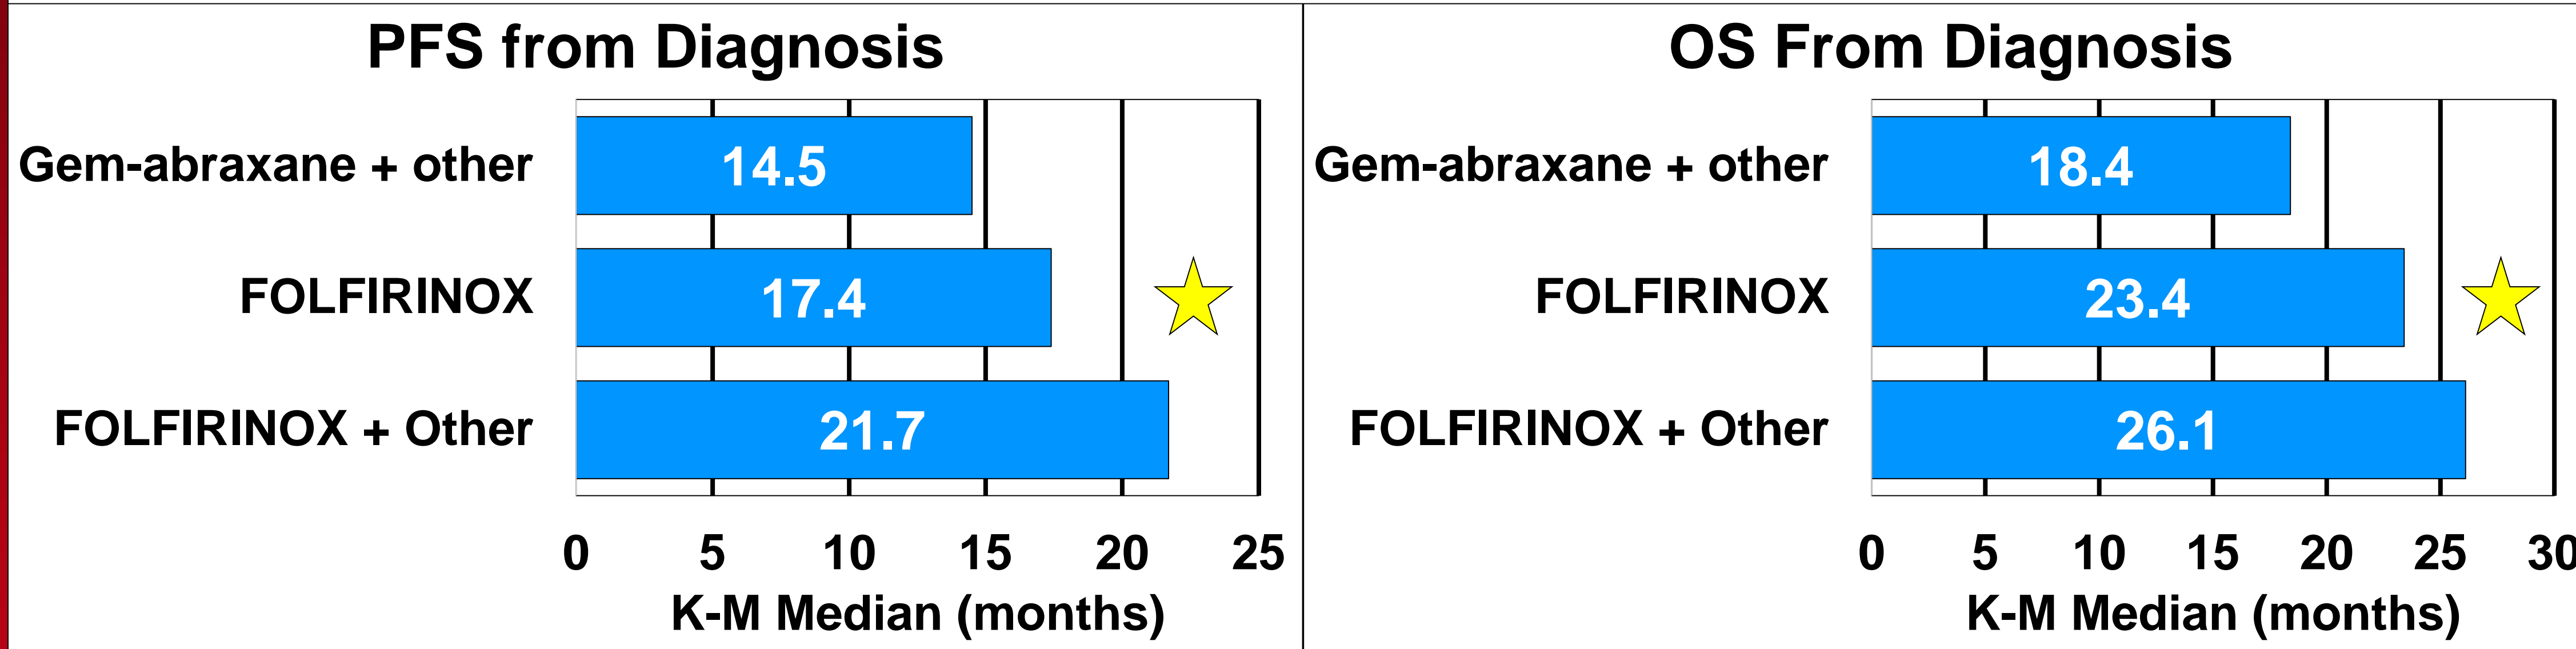 PFS from Diagnosis
Gem-abraxane + other
14.5
FOLFIRINOX
17.4
FOLFIRINOX + Other
21.7
0 5 10 15 20 25
K-M Median (months)
OS From Diagnosis
Gem-abraxane + other
18.4
FOLFIRINOX
23.4
FOLFIRINOX + Other
26.1
0 5 10 15 20 25 30
K-M Median (months)